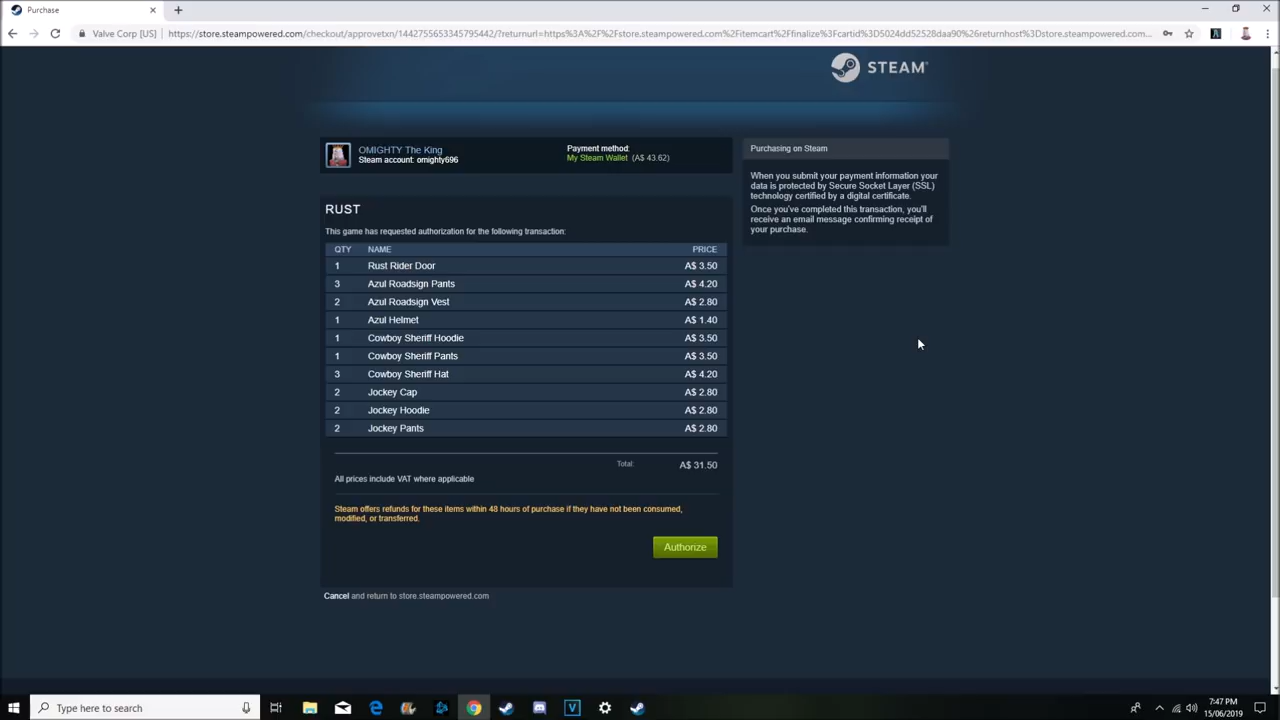 Purchase
Valve Corp [US]
https://store.steampowered.com/checkout/approvetxn/1442755653345795442/?returnurl=https%3A%2F%2Fstore.steampowered.com%2Fitemcart%2Ffinalize%3Fcartid%3D5024dd52528daa90%26returnhost%3Dstore.steampowered.com%2...
STEAM®
OMIGHTY The King
Steam account: omighty696
Payment method:
My Steam Wallet (A$ 43.62)
Purchasing on Steam
When you submit your payment information your
data is protected by Secure Socket Layer (SSL)
technology certified by a digital certificate.
Once you've completed this transaction, you'll
receive an email message confirming receipt of
your purchase.
RUST
This game has requested authorization for the following transaction:
QTY NAME PRICE
1 Rust Rider Door A$ 3.50
3 Azul Roadsign Pants A$ 4.20
2 Azul Roadsign Vest A$ 2.80
1 Azul Helmet A$ 1.40
1 Cowboy Sheriff Hoodie A$ 3.50
1 Cowboy Sheriff Pants A$ 3.50
3 Cowboy Sheriff Hat A$ 4.20
2 Jockey Cap A$ 2.80
2 Jockey Hoodie A$ 2.80
2 Jockey Pants A$ 2.80
Total: A$ 31.50
All prices include VAT where applicable
Steam offers refunds for these items within 48 hours of purchase if they have not been consumed,
modified, or transferred.
Authorize
Cancel and return to store.steampowered.com
Type here to search
7:47 PM
15/06/2019